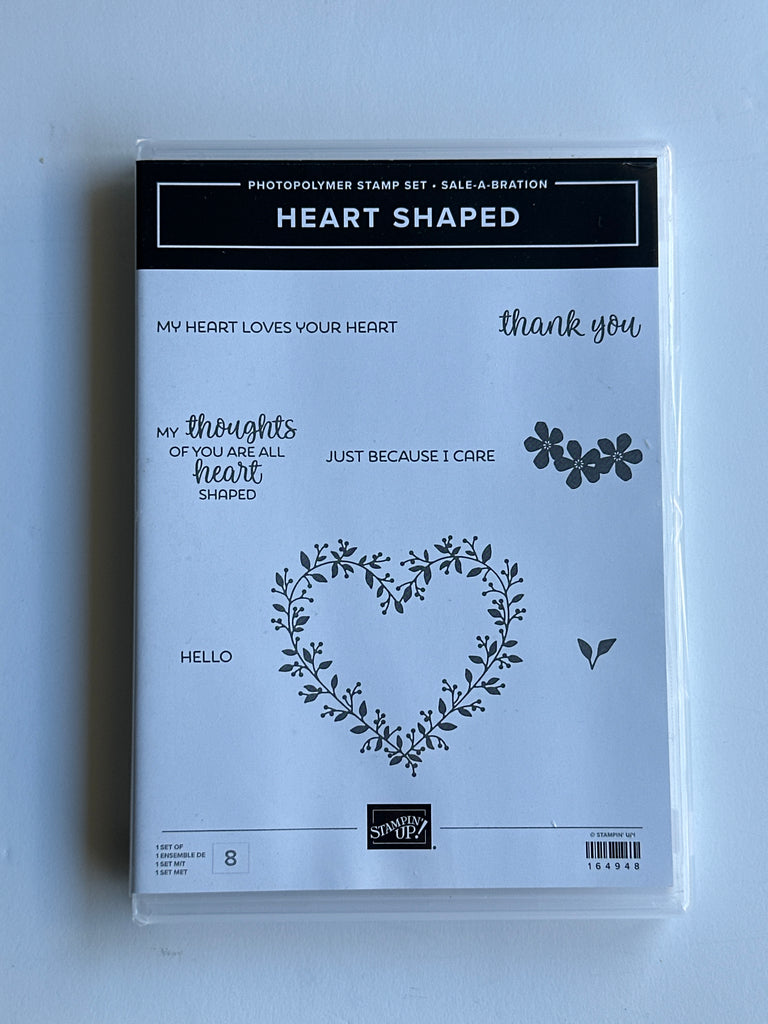 PHOTOPOLYMER STAMP SET • SALE-A-BRATION
HEART SHAPED
MY HEART LOVES YOUR HEART
thank you
MY thoughts
OF YOU ARE ALL
heart
SHAPED
JUST BECAUSE I CARE
HELLO
STAMPIN'
UP!®
1 SET OF
1 ENSEMBLE DE
1 SET MIT
1 SET MET
8
© STAMPIN' UP!
164948